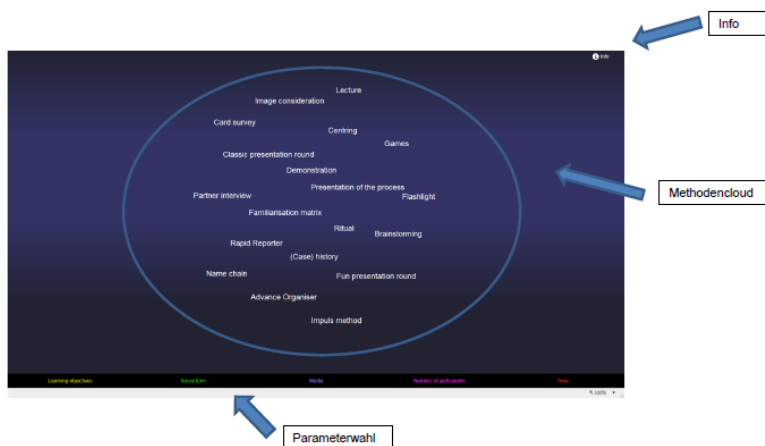 Info
Info
Lecture
Image consideration
Card survey
Centring
Games
Classic presentation round
Demonstration
Presentation of the process
Partner interview
Flashlight
Methodencloud
Familiarisation matrix
Ritual
Brainstorming
Rapid Reporter
(Case) history
Name chain
Fun presentation round
Advance Organiser
Impuls method
Learning objectives
Social form
Media
Number of participants
Time
100%
Parameterwahl